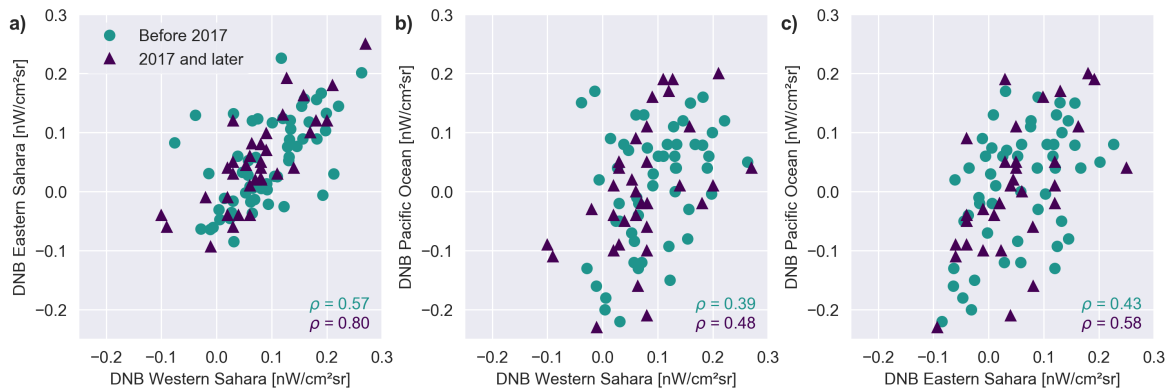 a)
Before 2017
2017 and later
DNB Eastern Sahara [nW/cm²sr]
0.3
0.2
0.1
0.0
−0.1
−0.2
ρ = 0.57
ρ = 0.80
−0.2 −0.1 0.0 0.1 0.2 0.3
DNB Western Sahara [nW/cm²sr]
b)
DNB Pacific Ocean [nW/cm²sr]
0.3
0.2
0.1
0.0
−0.1
−0.2
ρ = 0.39
ρ = 0.48
−0.2 −0.1 0.0 0.1 0.2 0.3
DNB Western Sahara [nW/cm²sr]
c)
DNB Pacific Ocean [nW/cm²sr]
0.3
0.2
0.1
0.0
−0.1
−0.2
ρ = 0.43
ρ = 0.58
−0.2 −0.1 0.0 0.1 0.2 0.3
DNB Eastern Sahara [nW/cm²sr]